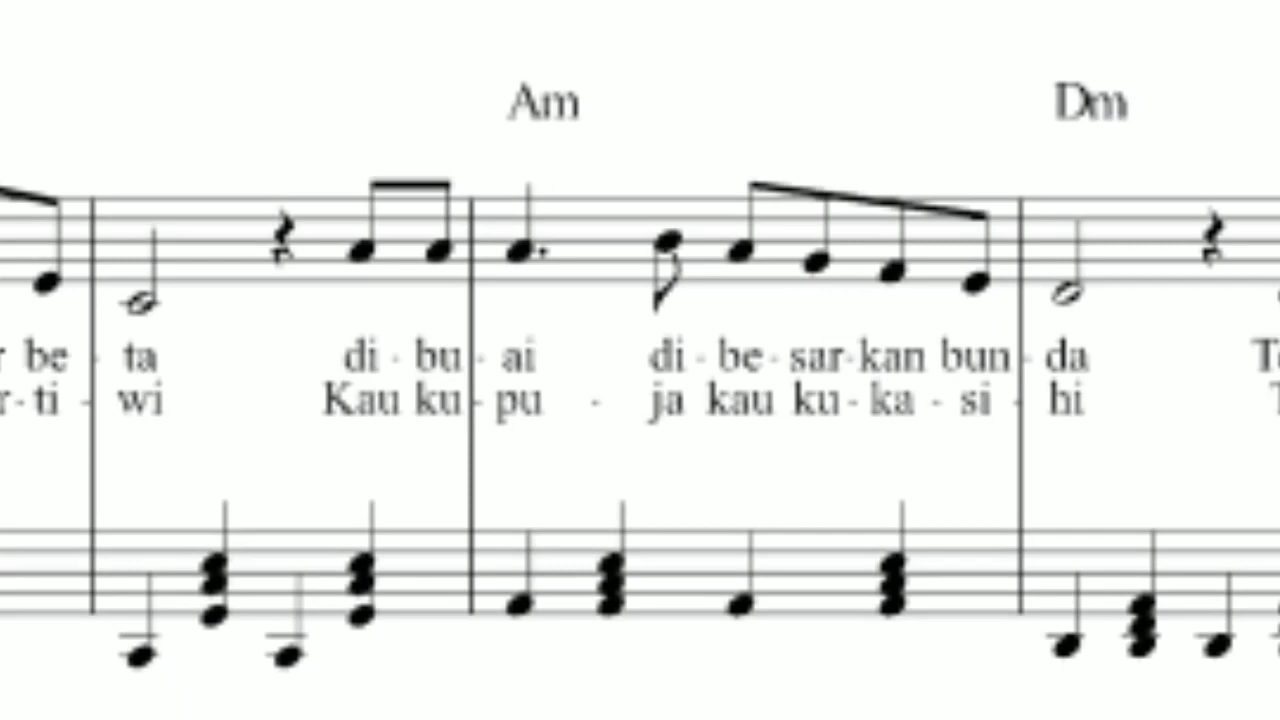 Am Dm
be - ta di - bu - ai di - be - sar - kan bun - da
r - ti - wi Kau ku - pu - ja kau ku - ka - si - hi